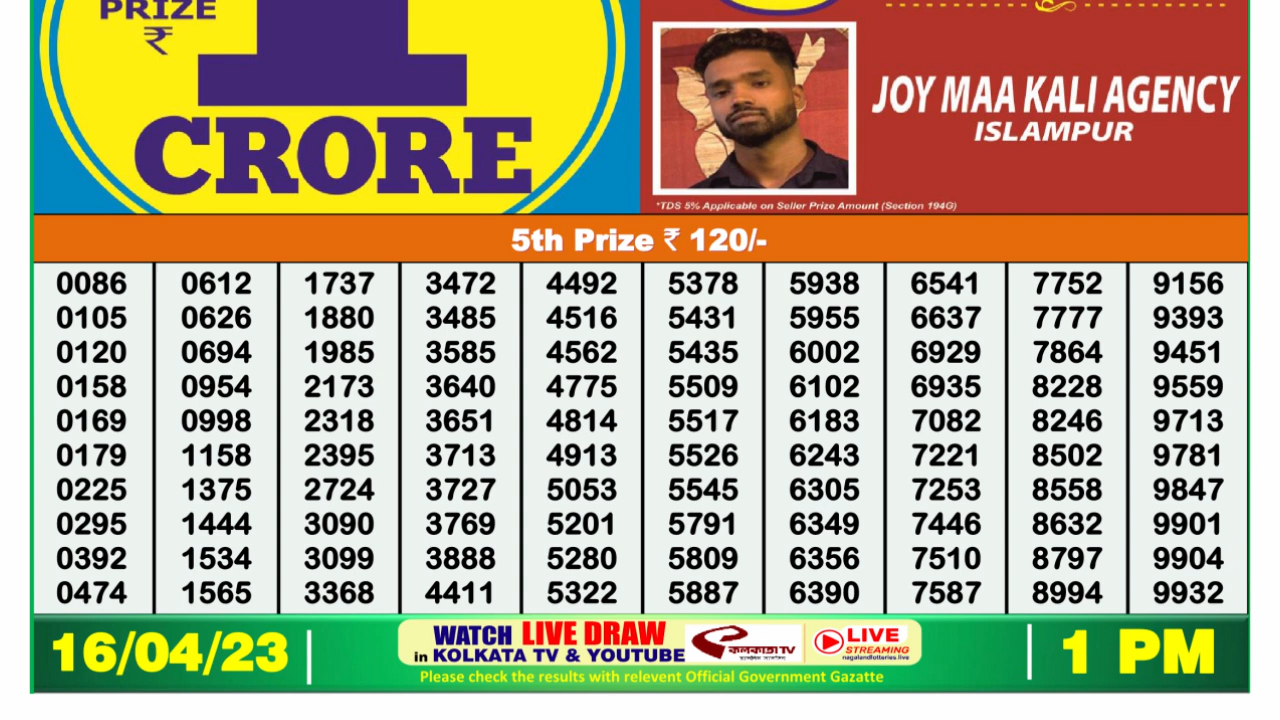 PRIZE
₹
1
CRORE
JOY MAA KALI AGENCY
ISLAMPUR
*TDS 5% Applicable on Seller Prize Amount (Section 194G)
5th Prize ₹ 120/-
0086 0612 1737 3472 4492 5378 5938 6541 7752 9156
0105 0626 1880 3485 4516 5431 5955 6637 7777 9393
0120 0694 1985 3585 4562 5435 6002 6929 7864 9451
0158 0954 2173 3640 4775 5509 6102 6935 8228 9559
0169 0998 2318 3651 4814 5517 6183 7082 8246 9713
0179 1158 2395 3713 4913 5526 6243 7221 8502 9781
0225 1375 2724 3727 5053 5545 6305 7253 8558 9847
0295 1444 3090 3769 5201 5791 6349 7446 8632 9901
0392 1534 3099 3888 5280 5809 6356 7510 8797 9904
0474 1565 3368 4411 5322 5887 6390 7587 8994 9932
16/04/23
WATCH LIVE DRAW
in KOLKATA TV & YOUTUBE
কলকাতা TV
LIVE
STREAMING
nagalandlotteries.live
Please check the results with relevent Official Government Gazatte
1 PM